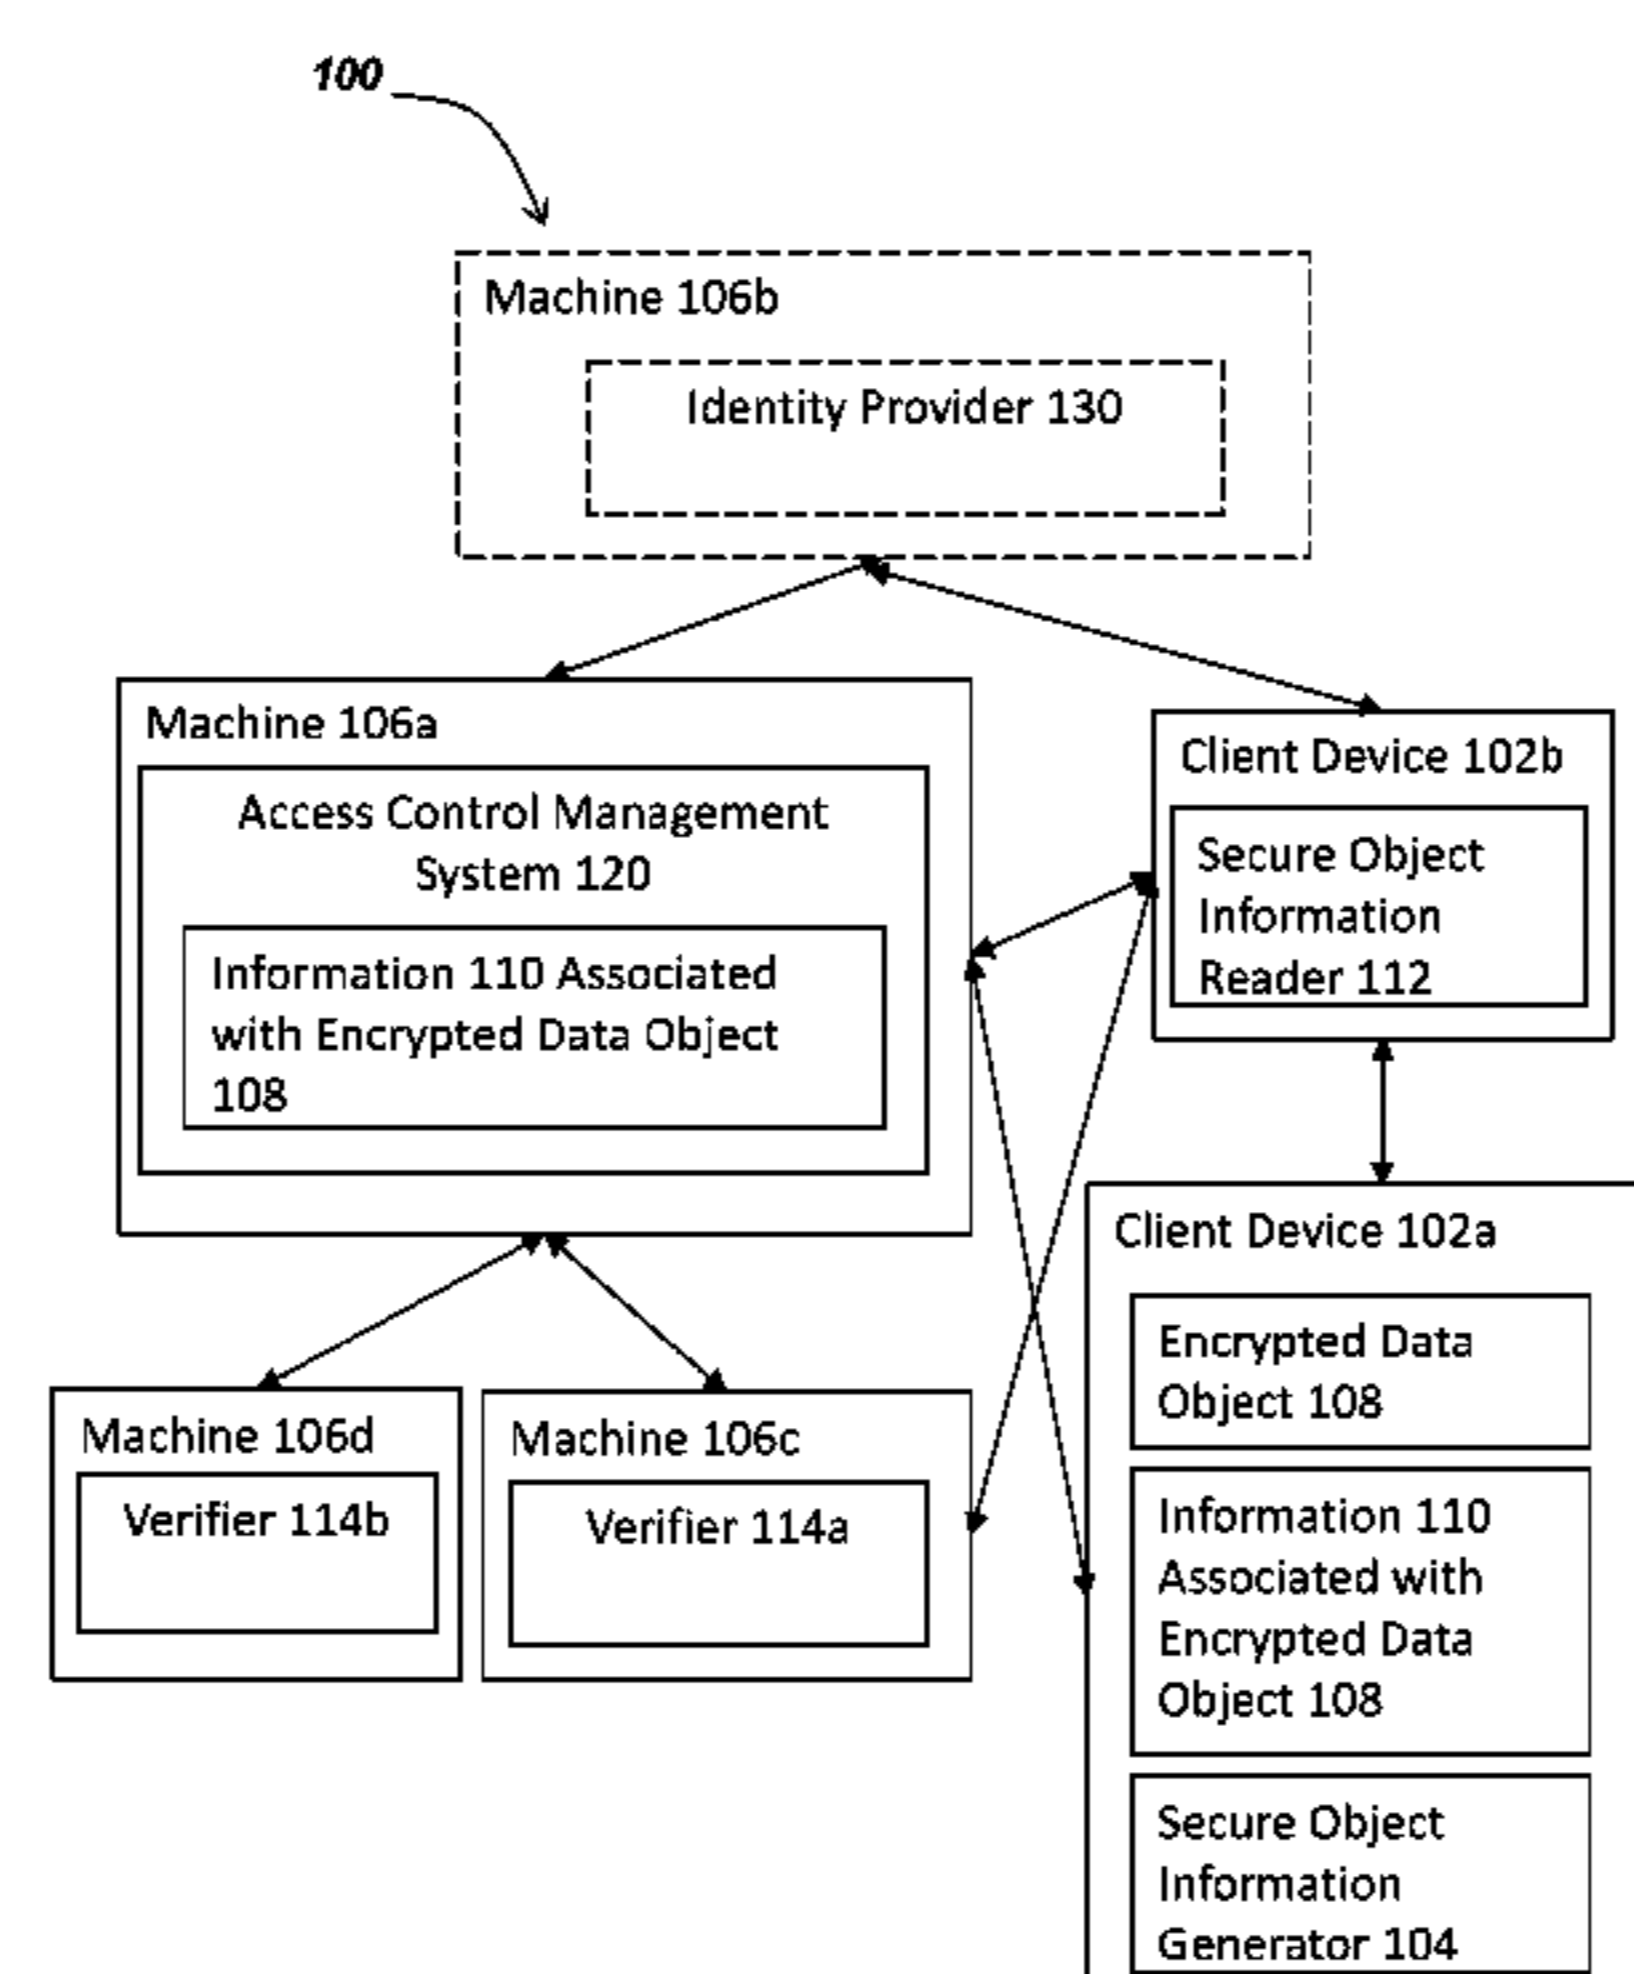 100
Machine 106b
Identity Provider 130
Machine 106a
Access Control Management
System 120
Information 110 Associated
with Encrypted Data Object
108
Client Device 102b
Secure Object
Information
Reader 112
Machine 106d
Verifier 114b
Machine 106c
Verifier 114a
Client Device 102a
Encrypted Data
Object 108
Information 110
Associated with
Encrypted Data
Object 108
Secure Object
Information
Generator 104